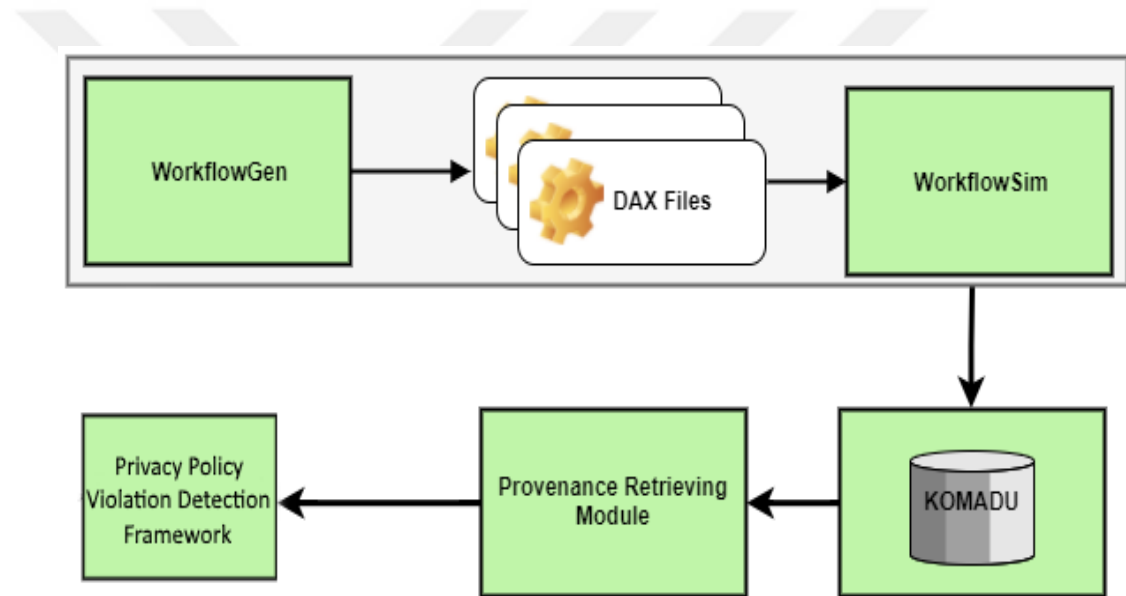 WorkflowGen
DAX Files
WorkflowSim
Privacy Policy
Violation Detection
Framework
Provenance Retrieving
Module
KOMADU